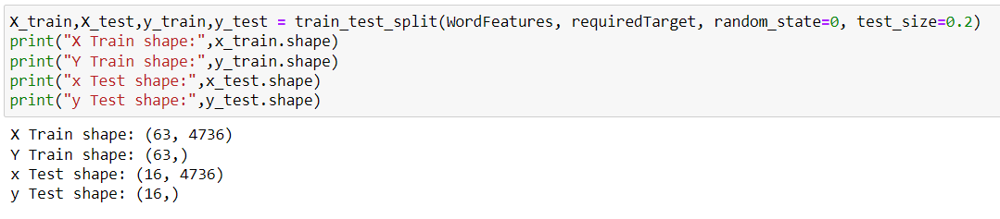 X_train,X_test,y_train,y_test = train_test_split(WordFeatures, requiredTarget, random_state=0, test_size=0.2)
print("X Train shape:",x_train.shape)
print("Y Train shape:",y_train.shape)
print("x Test shape:",x_test.shape)
print("y Test shape:",y_test.shape)
X Train shape: (63, 4736)
Y Train shape: (63,)
x Test shape: (16, 4736)
y Test shape: (16,)